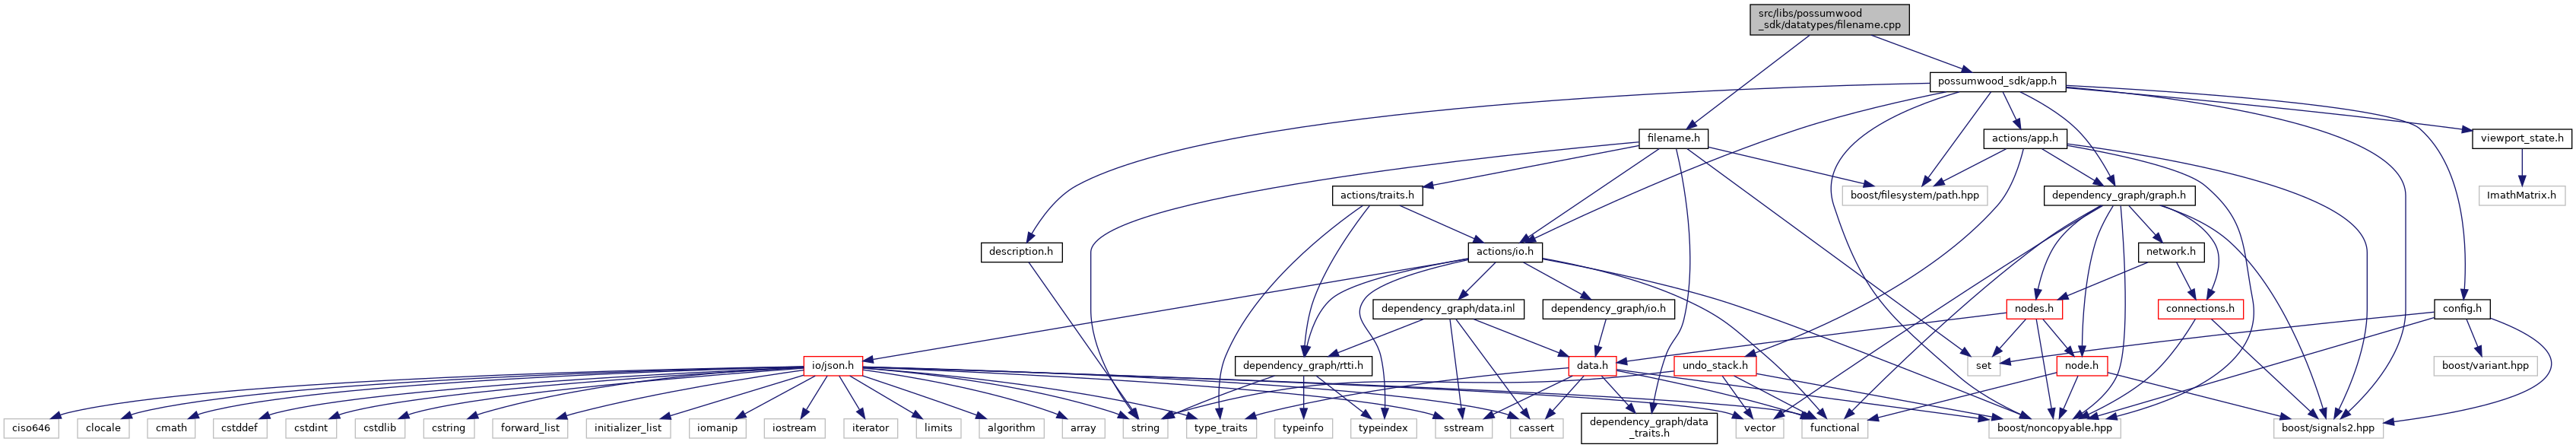 src/libs/possumwood
_sdk/datatypes/filename.cpp
possumwood_sdk/app.h
filename.h
actions/app.h
viewport_state.h
actions/traits.h
boost/filesystem/path.hpp
dependency_graph/graph.h
ImathMatrix.h
description.h
actions/io.h
network.h
dependency_graph/data.inl
dependency_graph/io.h
nodes.h
connections.h
config.h
io/json.h
dependency_graph/rtti.h
data.h
undo_stack.h
set
node.h
boost/variant.hpp
ciso646
clocale
cmath
cstddef
cstdint
cstdlib
cstring
forward_list
initializer_list
iomanip
iostream
iterator
limits
algorithm
array
string
type_traits
typeinfo
typeindex
sstream
cassert
dependency_graph/data
_traits.h
vector
functional
boost/noncopyable.hpp
boost/signals2.hpp